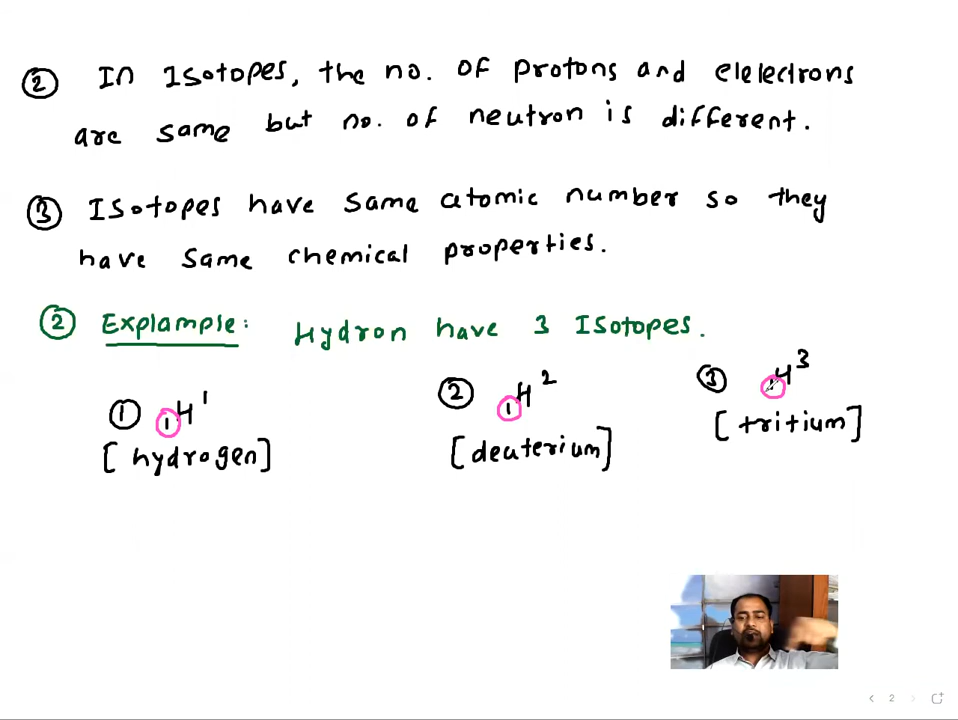 ② In Isotopes, the no. of protons and elelectrons
are same but no. of neutron is different.
③ Isotopes have same atomic number so they
have same chemical properties.
② Explample: Hydron have 3 Isotopes.
① ₁H¹ ② ₁H² ③ ₁H³
[hydrogen] [deuterium] [tritium]
2